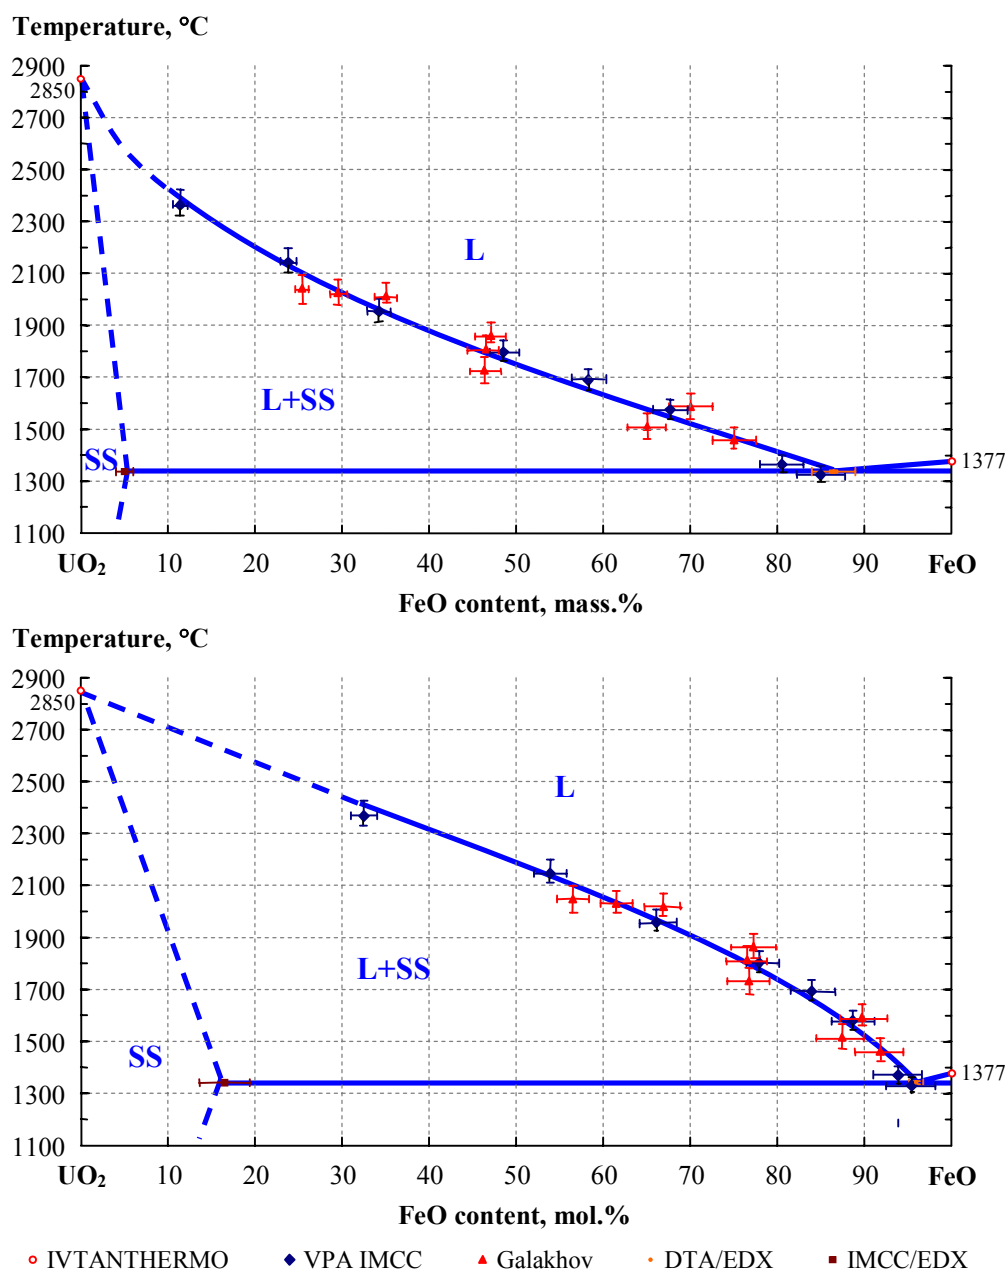 Temperature, °C
2900
2850
2700
2500
2300
L
2100
1900
1700
L+SS
1500
SS
1377
1300
1100
UO₂ 10 20 30 40 50 60 70 80 90 FeO
FeO content, mass.%
Temperature, °C
2900
2850
2700
2500
L
2300
2100
1900
L+SS
1700
1500
SS
1377
1300
1100
UO₂ 10 20 30 40 50 60 70 80 90 FeO
FeO content, mol.%
IVTANTHERMO VPA IMCC Galakhov DTA/EDX IMCC/EDX